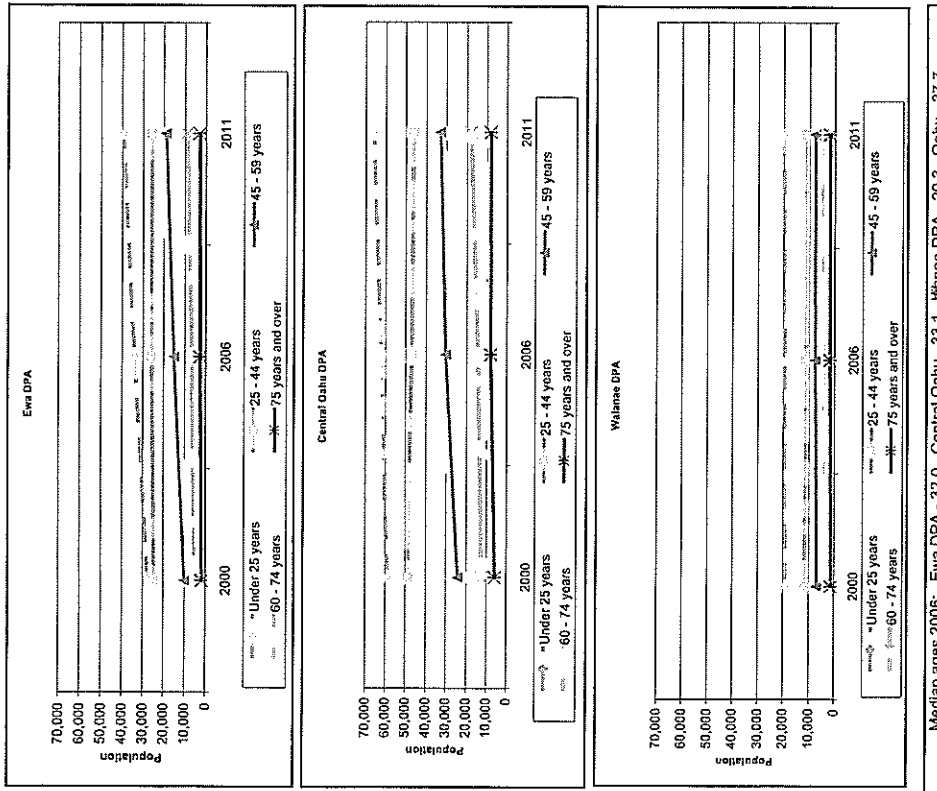 Ewa DPA
70,000
60,000
50,000
40,000
30,000
20,000
10,000
0
Population
2000
2006
2011
Under 25 years
25 - 44 years
45 - 59 years
60 - 74 years
75 years and over
Central Oahu DPA
70,000
60,000
50,000
40,000
30,000
20,000
10,000
0
Population
2000
2006
2011
Under 25 years
25 - 44 years
45 - 59 years
60 - 74 years
75 years and over
Waianae DPA
70,000
60,000
50,000
40,000
30,000
20,000
10,000
0
Population
2000
2006
2011
Under 25 years
25 - 44 years
45 - 59 years
60 - 74 years
75 years and over
Median ages 2006: Ewa DPA - Central Oahu - DPA - Oahu -